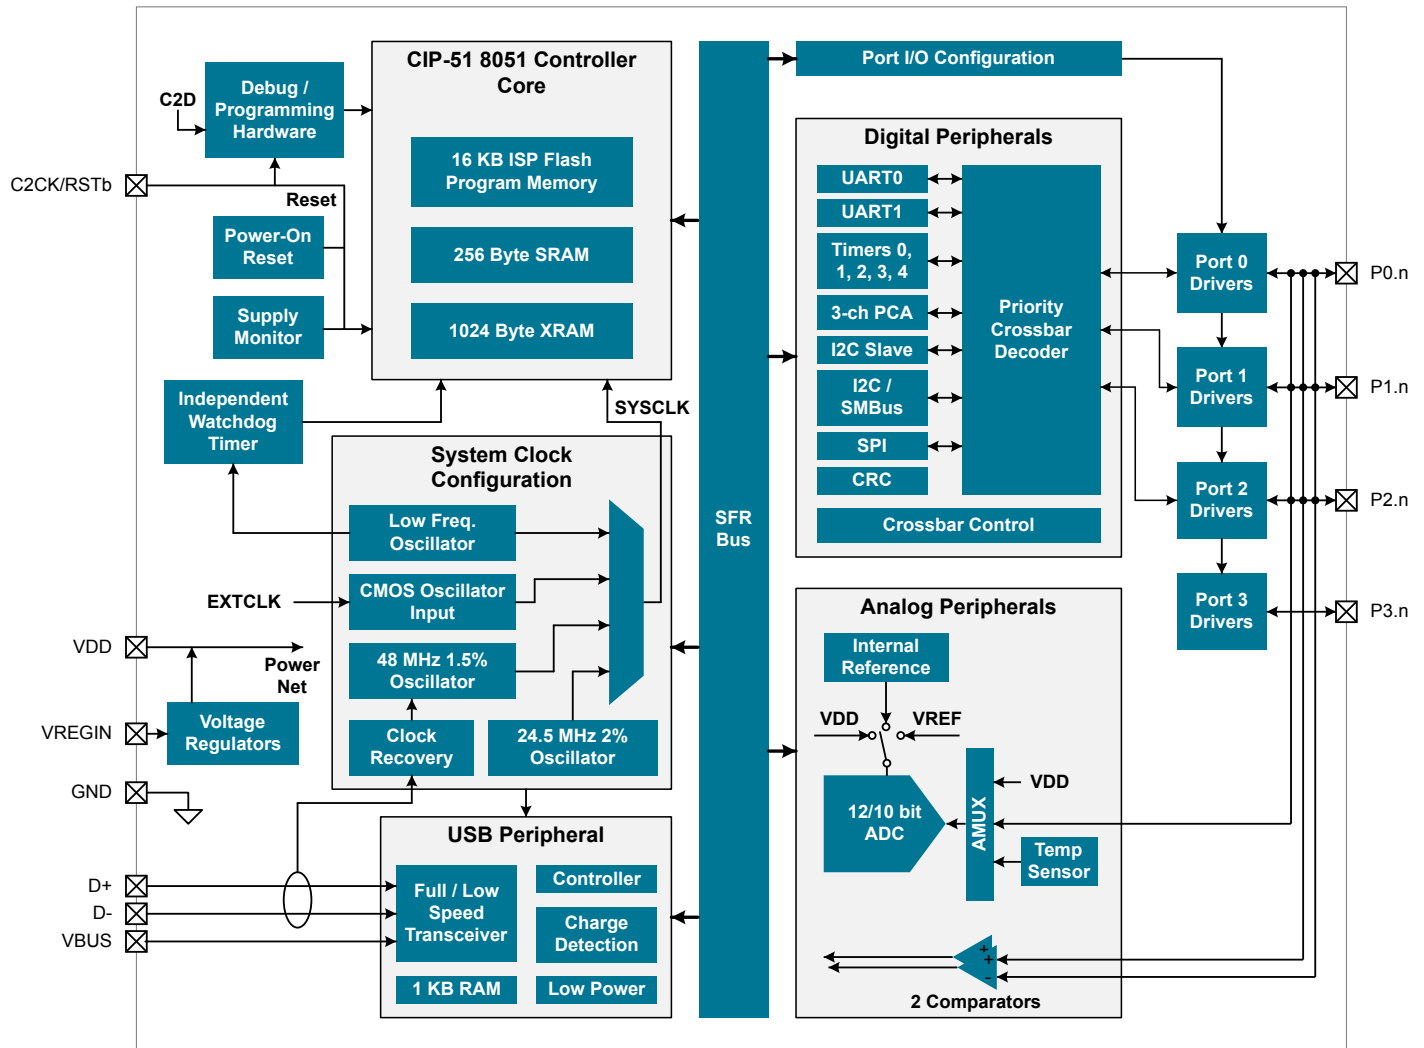 CIP-51 8051 Controller
Core
16 KB ISP Flash
Program Memory
256 Byte SRAM
1024 Byte XRAM
C2D
Debug /
Programming
Hardware
C2CK/RSTb
Reset
Power-On
Reset
Supply
Monitor
Independent
Watchdog
Timer
SYSCLK
System Clock
Configuration
Low Freq.
Oscillator
EXTCLK
CMOS Oscillator
Input
48 MHz 1.5%
Oscillator
Clock
Recovery
24.5 MHz 2%
Oscillator
VDD
Power
Net
VREGIN
Voltage
Regulators
GND
USB Peripheral
D+
D-
VBUS
Full / Low
Speed
Transceiver
1 KB RAM
Controller
Charge
Detection
Low Power
SFR
Bus
Port I/O Configuration
Digital Peripherals
UART0
UART1
Timers 0,
1, 2, 3, 4
3-ch PCA
I2C Slave
I2C /
SMBus
SPI
CRC
Priority
Crossbar
Decoder
Crossbar Control
Port 0
Drivers
P0.n
Port 1
Drivers
P1.n
Port 2
Drivers
P2.n
Port 3
Drivers
P3.n
Analog Peripherals
Internal
Reference
VDD
VREF
12/10 bit
ADC
AMUX
VDD
Temp
Sensor
+
+
-
2 Comparators